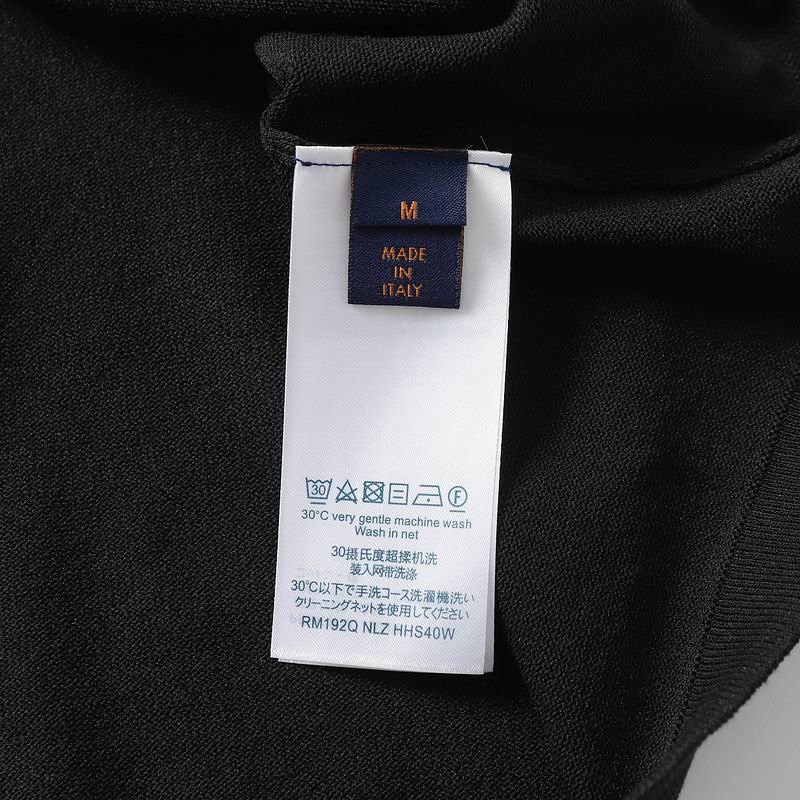 M
MADE
IN
ITALY
30
F
30°C very gentle machine wash
Wash in net
30摄氏度超揉机洗
装入网带洗涤
30℃以下で手洗コース洗濯機洗い
クリーニングネットを使用してください
RM192Q NLZ HHS40W